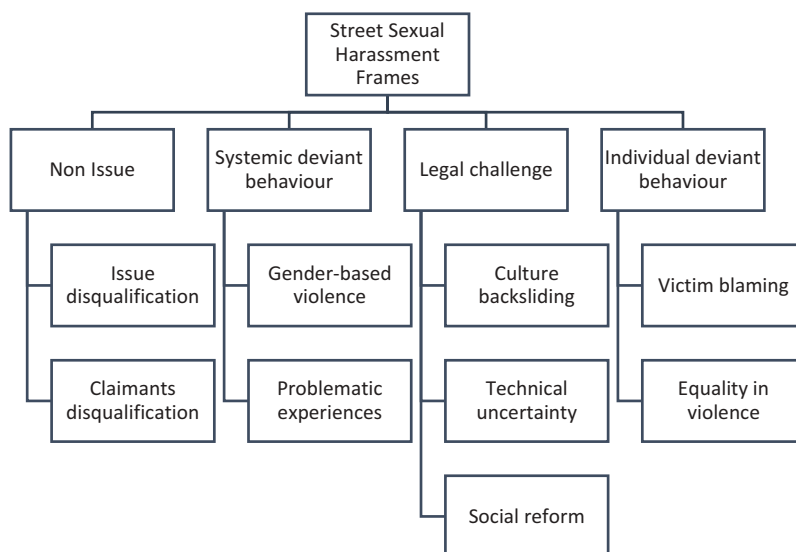 Street Sexual
Harassment
Frames
Non Issue
Systemic deviant
behaviour
Legal challenge
Individual deviant
behaviour
Issue
disqualification
Gender-based
violence
Culture
backsliding
Victim blaming
Claimants
disqualification
Problematic
experiences
Technical
uncertainty
Equality in
violence
Social reform